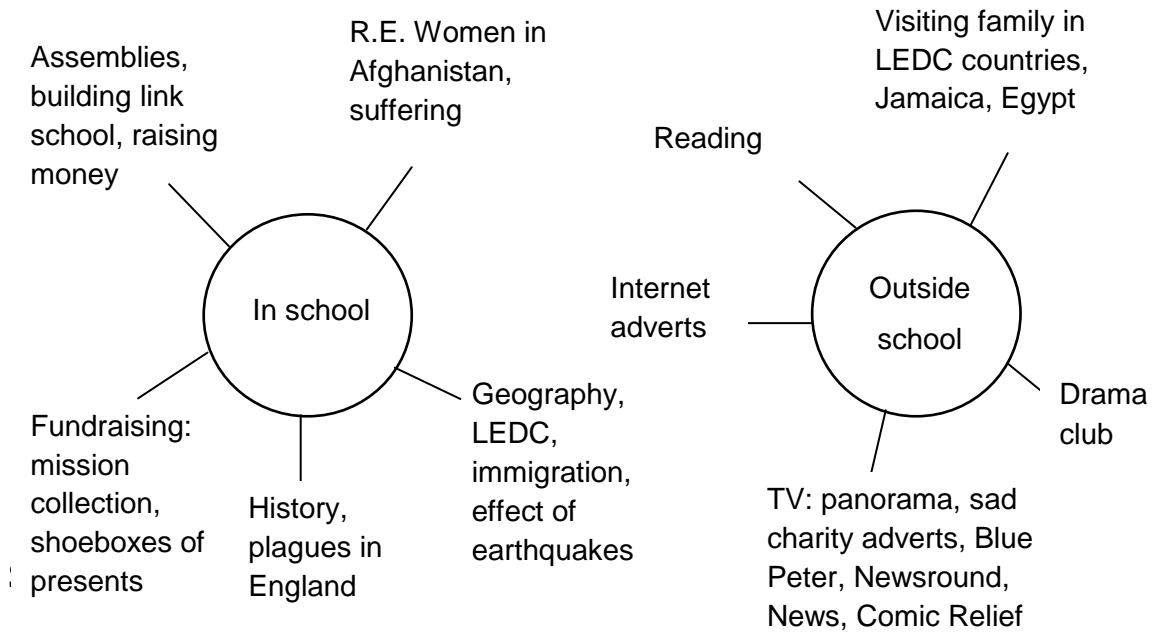 Assemblies,
building link
school, raising
money
R.E. Women in
Afghanistan,
suffering
In school
Fundraising:
mission
collection,
shoeboxes of
presents
History,
plagues in
England
Geography,
LEDC,
immigration,
effect of
earthquakes
Visiting family in
LEDC countries,
Jamaica, Egypt
Reading
Internet
adverts
Outside
school
Drama
club
TV: panorama, sad
charity adverts, Blue
Peter, Newsround,
News, Comic Relief